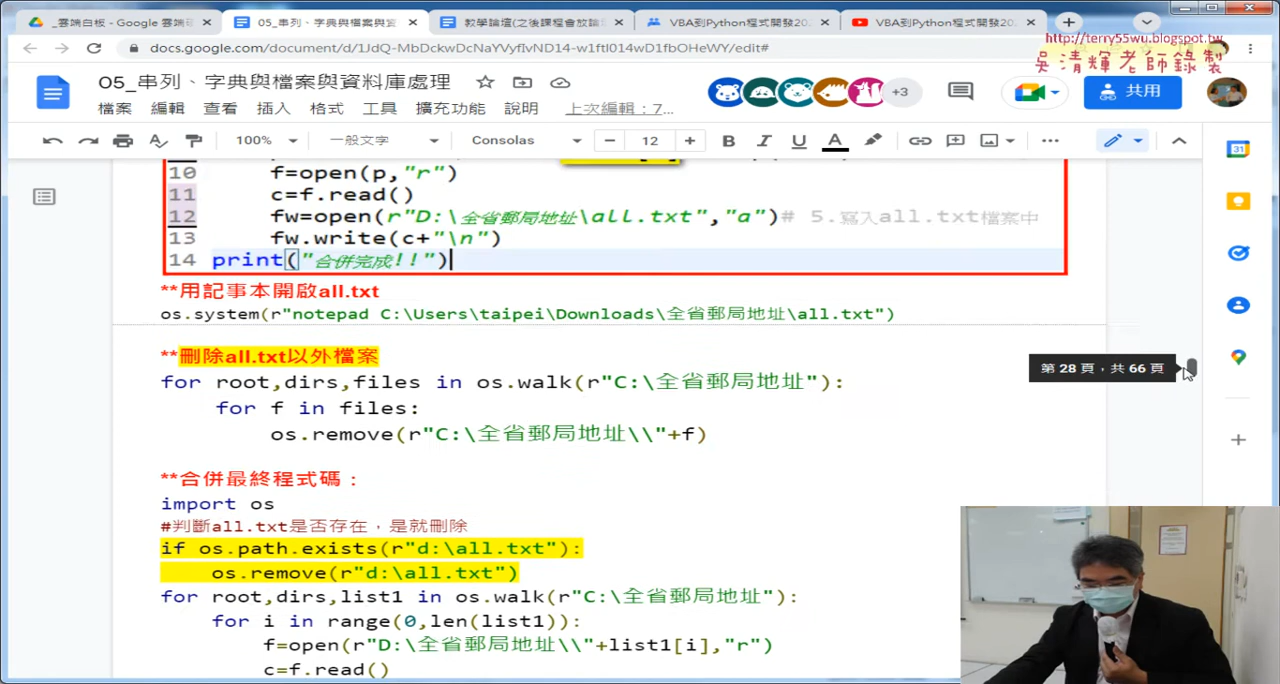 _雲端白板 - Google 雲端硬
05_串列、字典與檔案與資
教學論壇(之後課程會放論
VBA到Python程式開發20
VBA到Python程式開發20
docs.google.com/document/d/1JdQ-MbDckwDcNaYVyfIvND14-w1ftI014wD1fbOHeWY/edit#
http://terry55wu.blogspot.tw
吳清輝老師錄製
05_串列、字典與檔案與資料庫處理
+3
共用
檔案 編輯 查看 插入 格式 工具 擴充功能 說明 上次編輯：7...
100% 一般文字 Consolas 12 B I U A
10 f=open(p,"r")
11 c=f.read()
12 fw=open(r"D:\全省郵局地址\all.txt","a")# 5.寫入all.txt檔案中
13 fw.write(c+"\n")
14 print("合併完成!!")
**用記事本開啟all.txt
os.system(r"notepad C:\Users\taipei\Downloads\全省郵局地址\all.txt")
**刪除all.txt以外檔案
for root,dirs,files in os.walk(r"C:\全省郵局地址"):
for f in files:
os.remove(r"C:\全省郵局地址\\"+f)
第 28 頁，共 66 頁
**合併最終程式碼：
import os
#判斷all.txt是否存在，是就刪除
if os.path.exists(r"d:\all.txt"):
os.remove(r"d:\all.txt")
for root,dirs,list1 in os.walk(r"C:\全省郵局地址"):
for i in range(0,len(list1)):
f=open(r"D:\全省郵局地址\\"+list1[i],"r")
c=f.read()
31